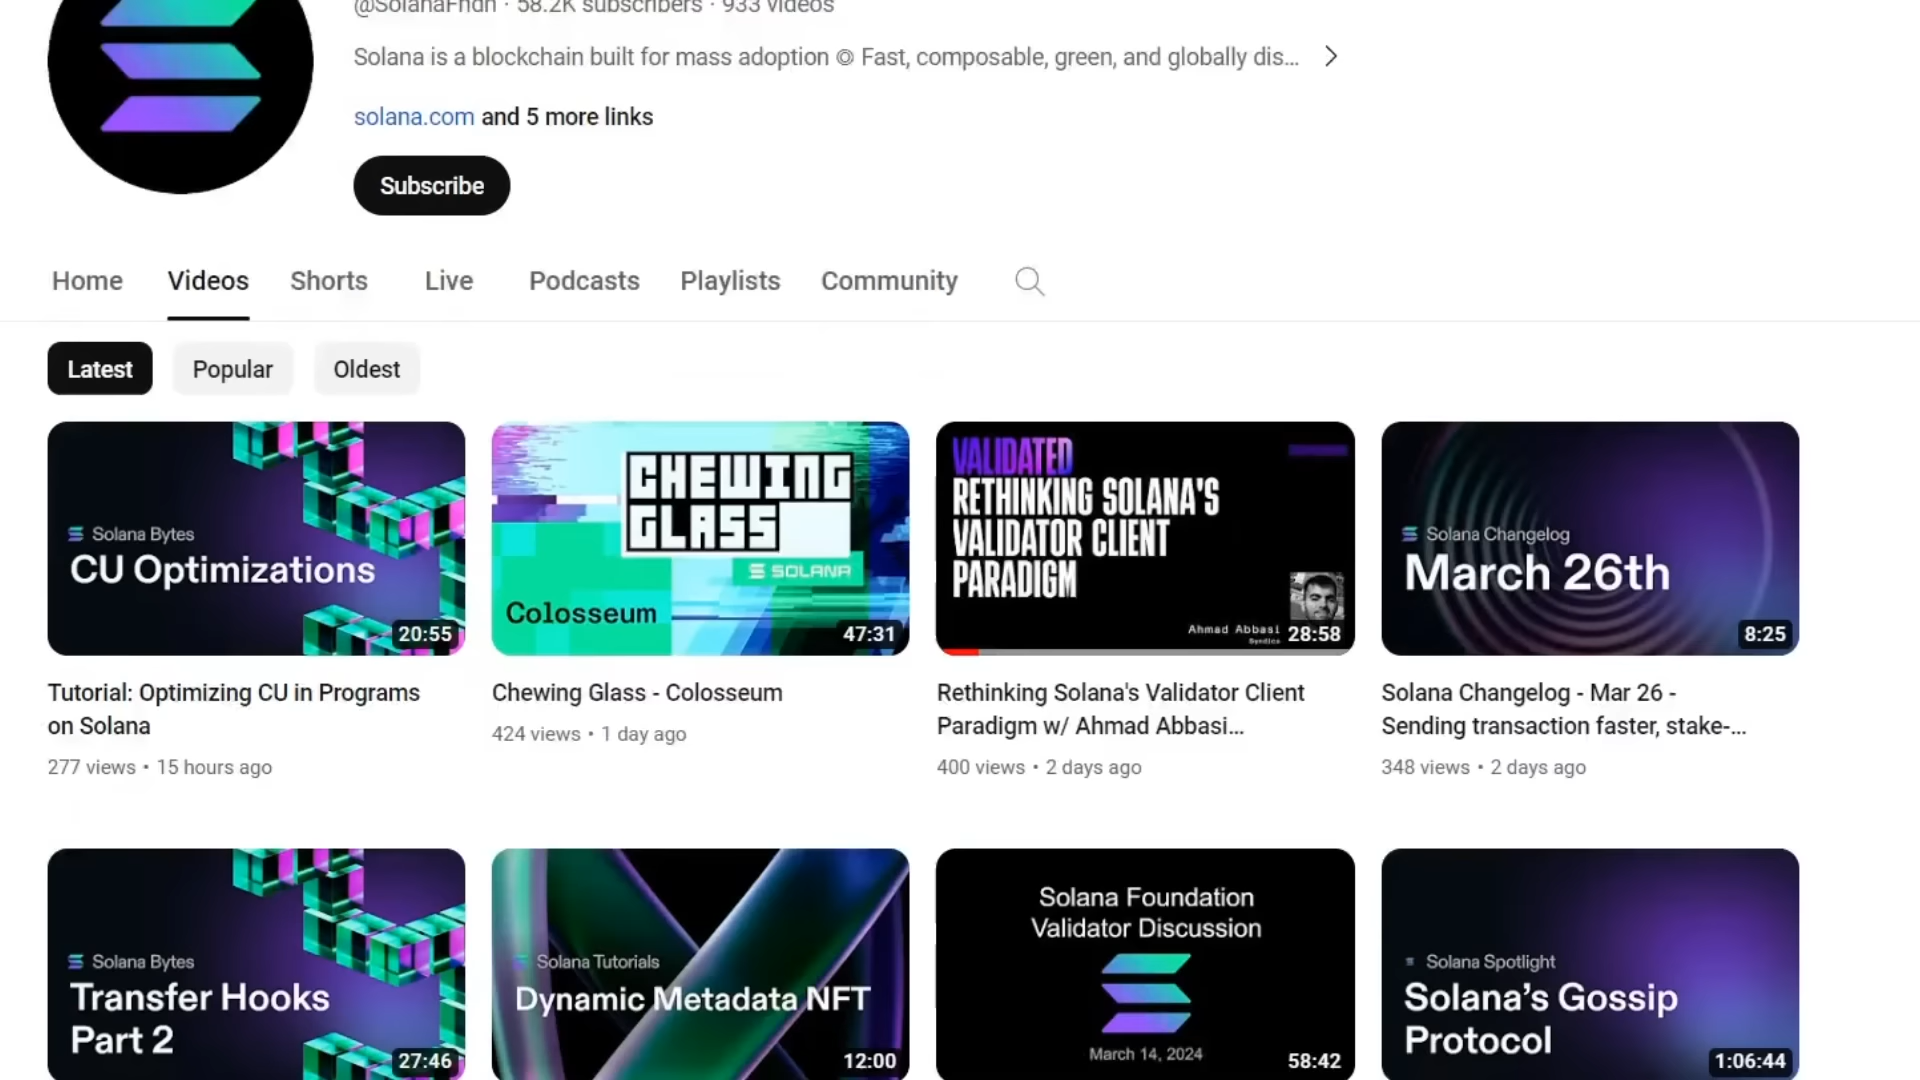 @SolanaFndn · 58.2K subscribers · 933 videos
Solana is a blockchain built for mass adoption ◎ Fast, composable, green, and globally dis...
solana.com and 5 more links
Subscribe
Home Videos Shorts Live Podcasts Playlists Community
Latest Popular Oldest
Solana Bytes
CU Optimizations
20:55
CHEWING
GLASS
SOLANA
Colosseum
47:31
VALIDATED
RETHINKING SOLANA'S
VALIDATOR CLIENT
PARADIGM
Ahmad Abbasi
Syndica
28:58
Solana Changelog
March 26th
8:25
Tutorial: Optimizing CU in Programs
on Solana
277 views • 15 hours ago
Chewing Glass - Colosseum
424 views • 1 day ago
Rethinking Solana's Validator Client
Paradigm w/ Ahmad Abbasi...
400 views • 2 days ago
Solana Changelog - Mar 26 -
Sending transaction faster, stake-...
348 views • 2 days ago
Solana Bytes
Transfer Hooks
Part 2
27:46
Solana Tutorials
Dynamic Metadata NFT
12:00
Solana Foundation
Validator Discussion
March 14, 2024
58:42
Solana Spotlight
Solana’s Gossip
Protocol
1:06:44